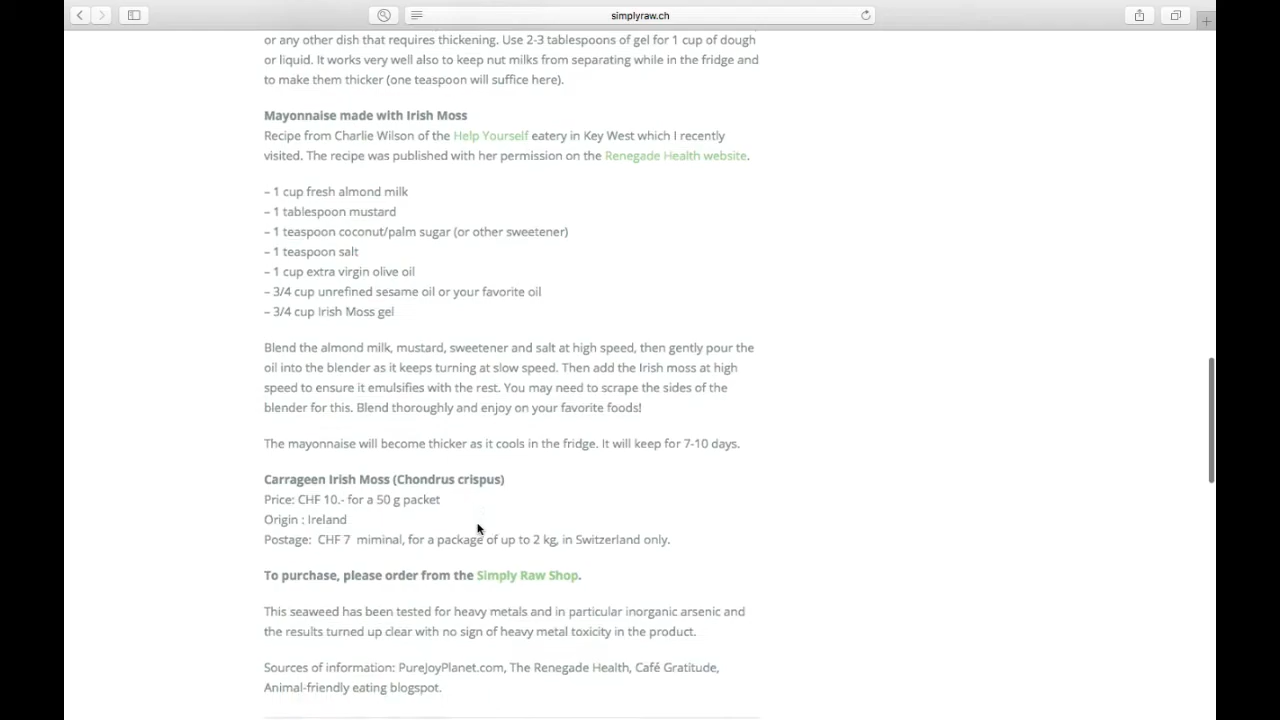 simplyraw.ch
or any other dish that requires thickening. Use 2-3 tablespoons of gel for 1 cup of dough
or liquid. It works very well also to keep nut milks from separating while in the fridge and
to make them thicker (one teaspoon will suffice here).
Mayonnaise made with Irish Moss
Recipe from Charlie Wilson of the Help Yourself eatery in Key West which I recently
visited. The recipe was published with her permission on the Renegade Health website.
– 1 cup fresh almond milk
– 1 tablespoon mustard
– 1 teaspoon coconut/palm sugar (or other sweetener)
– 1 teaspoon salt
– 1 cup extra virgin olive oil
– 3/4 cup unrefined sesame oil or your favorite oil
– 3/4 cup Irish Moss gel
Blend the almond milk, mustard, sweetener and salt at high speed, then gently pour the
oil into the blender as it keeps turning at slow speed. Then add the Irish moss at high
speed to ensure it emulsifies with the rest. You may need to scrape the sides of the
blender for this. Blend thoroughly and enjoy on your favorite foods!
The mayonnaise will become thicker as it cools in the fridge. It will keep for 7-10 days.
Carrageen Irish Moss (Chondrus crispus)
Price: CHF 10.- for a 50 g packet
Origin : Ireland
Postage:  CHF 7  miminal, for a package of up to 2 kg, in Switzerland only.
To purchase, please order from the Simply Raw Shop.
This seaweed has been tested for heavy metals and in particular inorganic arsenic and
the results turned up clear with no sign of heavy metal toxicity in the product.
Sources of information: PureJoyPlanet.com, The Renegade Health, Café Gratitude,
Animal-friendly eating blogspot.